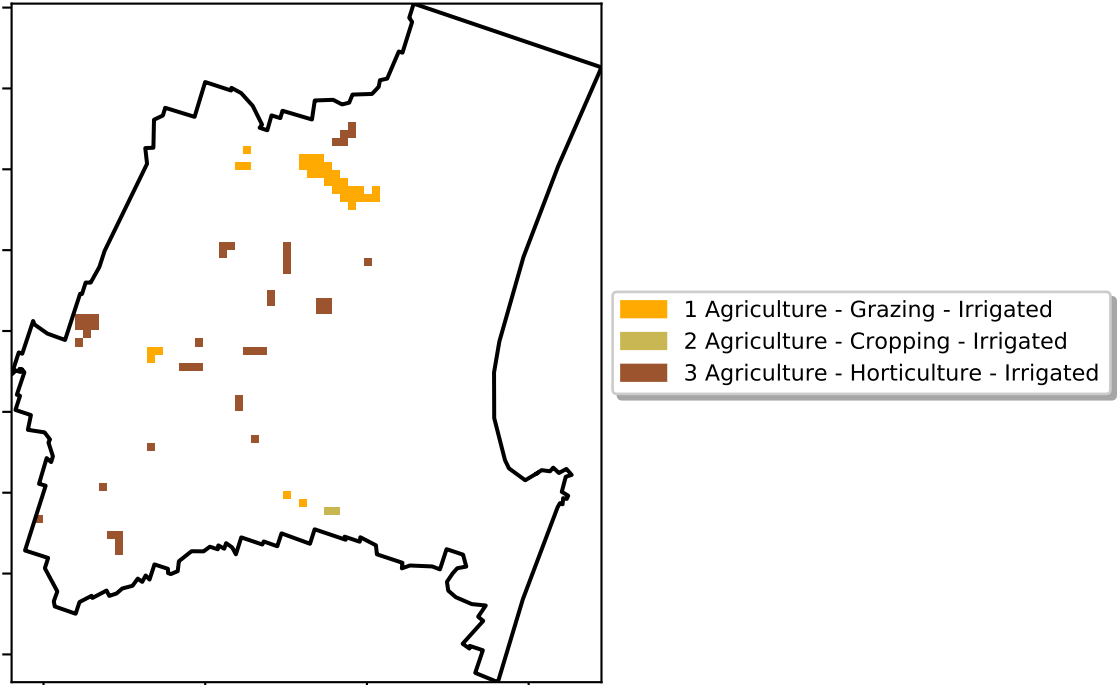 1 Agriculture - Grazing - Irrigated
2 Agriculture - Cropping - Irrigated
3 Agriculture - Horticulture - Irrigated